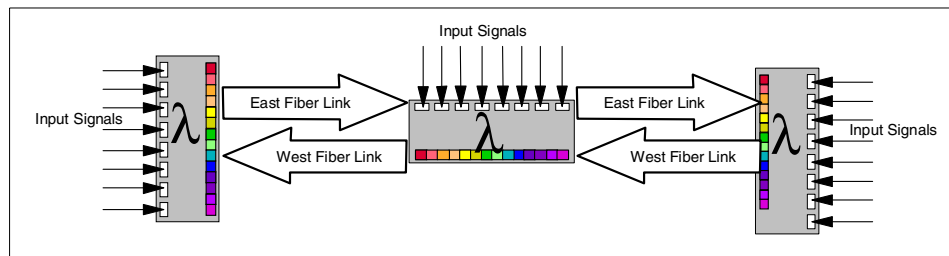 Input Signals
East Fiber Link
East Fiber Link
λ
λ
λ
Input Signals
Input Signals
West Fiber Link
West Fiber Link